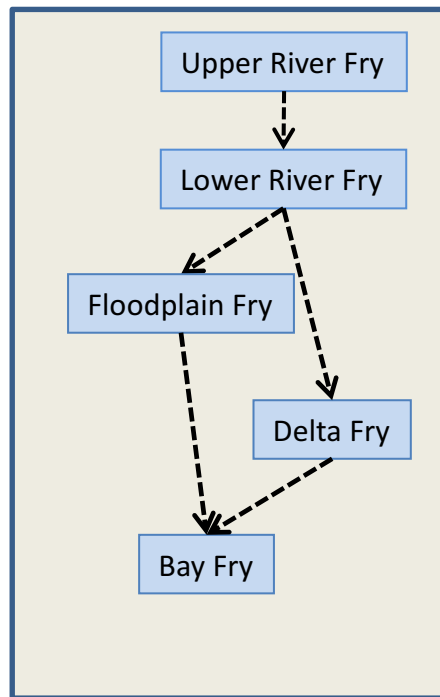 Upper River Fry
Lower River Fry
Floodplain Fry
Delta Fry
Bay Fry